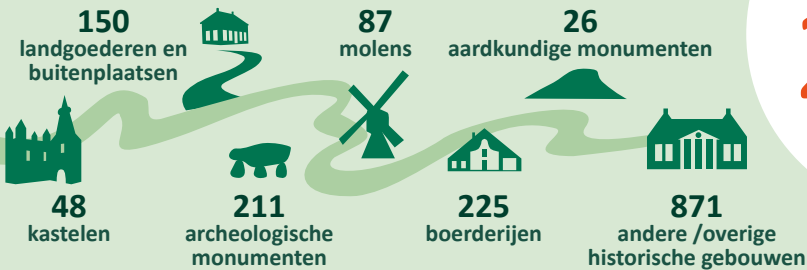 150
landgoederen en
buitenplaatsen
87
molens
26
aardkundige monumenten
48
kastelen
211
archeologische
monumenten
225
boerderijen
871
andere /overige
historische gebouwen